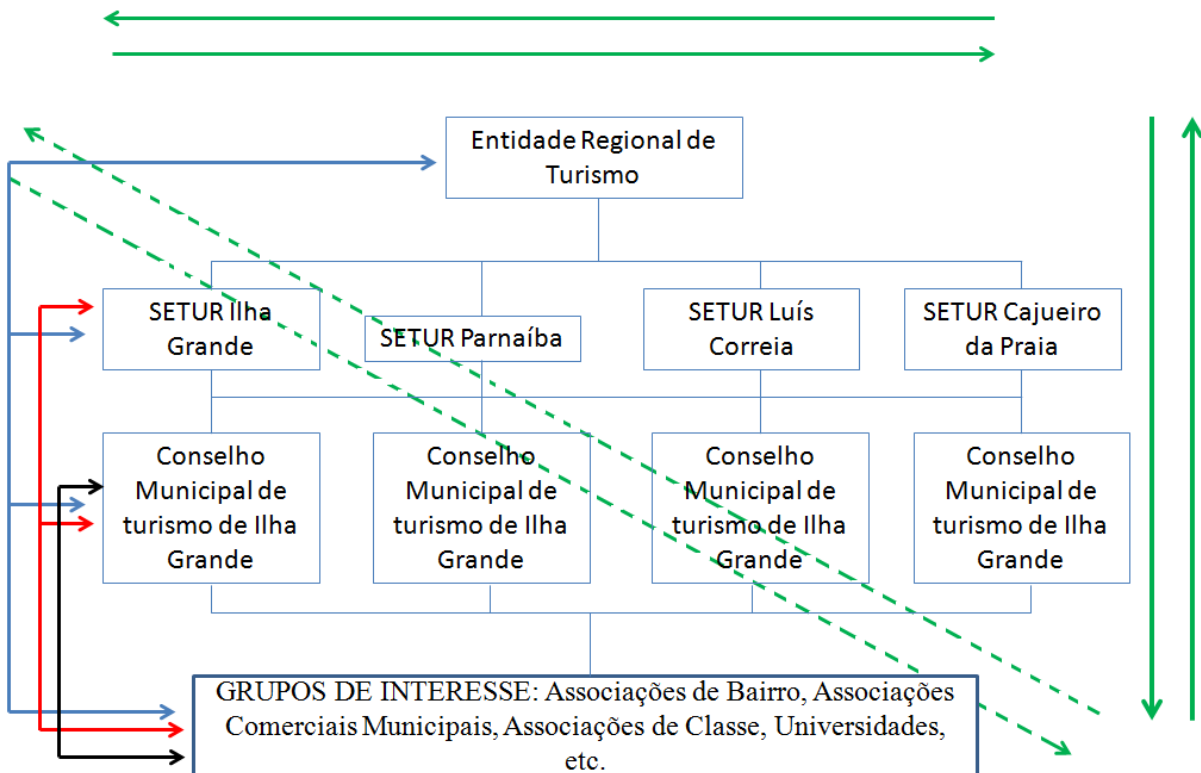 Entidade Regional de
Turismo
SETUR Ilha
Grande
SETUR Parnaíba
SETUR Luís
Correia
SETUR Cajueiro
da Praia
Conselho
Municipal de
turismo de Ilha
Grande
Conselho
Municipal de
turismo de Ilha
Grande
Conselho
Municipal de
turismo de Ilha
Grande
Conselho
Municipal de
turismo de Ilha
Grande
GRUPOS DE INTERESSE: Associações de Bairro, Associações
Comerciais Municipais, Associações de Classe, Universidades,
etc.